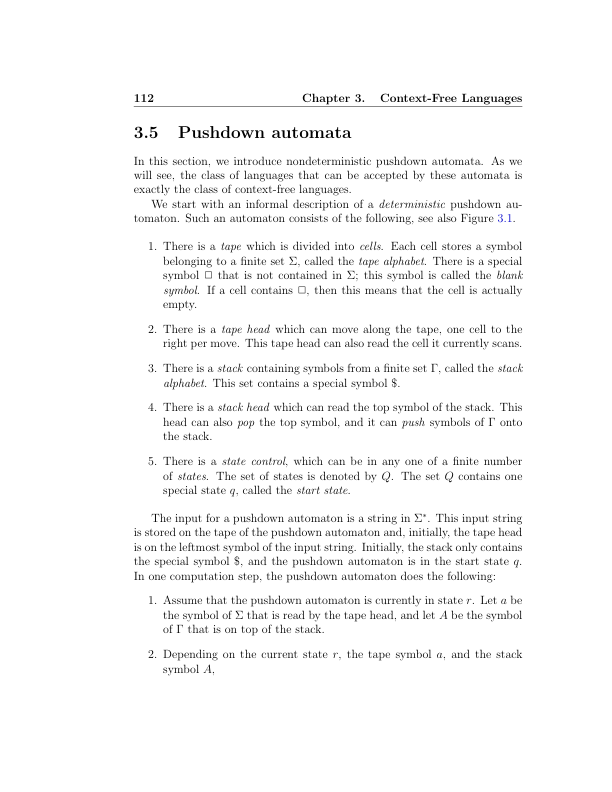 112 Chapter 3. Context-Free Languages
3.5 Pushdown automata
In this section, we introduce nondeterministic pushdown automata. As we
will see, the class of languages that can be accepted by these automata is
exactly the class of context-free languages.
We start with an informal description of a deterministic pushdown au-
tomaton. Such an automaton consists of the following, see also Figure 3.1.
1. There is a tape which is divided into cells. Each cell stores a symbol
belonging to a finite set Σ, called the tape alphabet. There is a special
symbol □ that is not contained in Σ; this symbol is called the blank
symbol. If a cell contains □, then this means that the cell is actually
empty.
2. There is a tape head which can move along the tape, one cell to the
right per move. This tape head can also read the cell it currently scans.
3. There is a stack containing symbols from a finite set Γ, called the stack
alphabet. This set contains a special symbol $.
4. There is a stack head which can read the top symbol of the stack. This
head can also pop the top symbol, and it can push symbols of Γ onto
the stack.
5. There is a state control, which can be in any one of a finite number
of states. The set of states is denoted by Q. The set Q contains one
special state q, called the start state.
The input for a pushdown automaton is a string in Σ*. This input string
is stored on the tape of the pushdown automaton and, initially, the tape head
is on the leftmost symbol of the input string. Initially, the stack only contains
the special symbol $, and the pushdown automaton is in the start state q.
In one computation step, the pushdown automaton does the following:
1. Assume that the pushdown automaton is currently in state r. Let a be
the symbol of Σ that is read by the tape head, and let A be the symbol
of Γ that is on top of the stack.
2. Depending on the current state r, the tape symbol a, and the stack
symbol A,